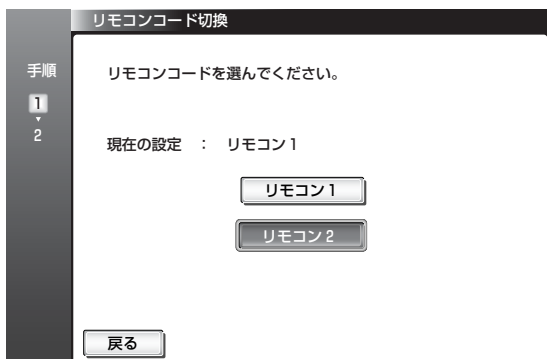 リモコンコード切換
手順
1
2
リモコンコードを選んでください。
現在の設定 : リモコン1
リモコン1
リモコン2
戻る